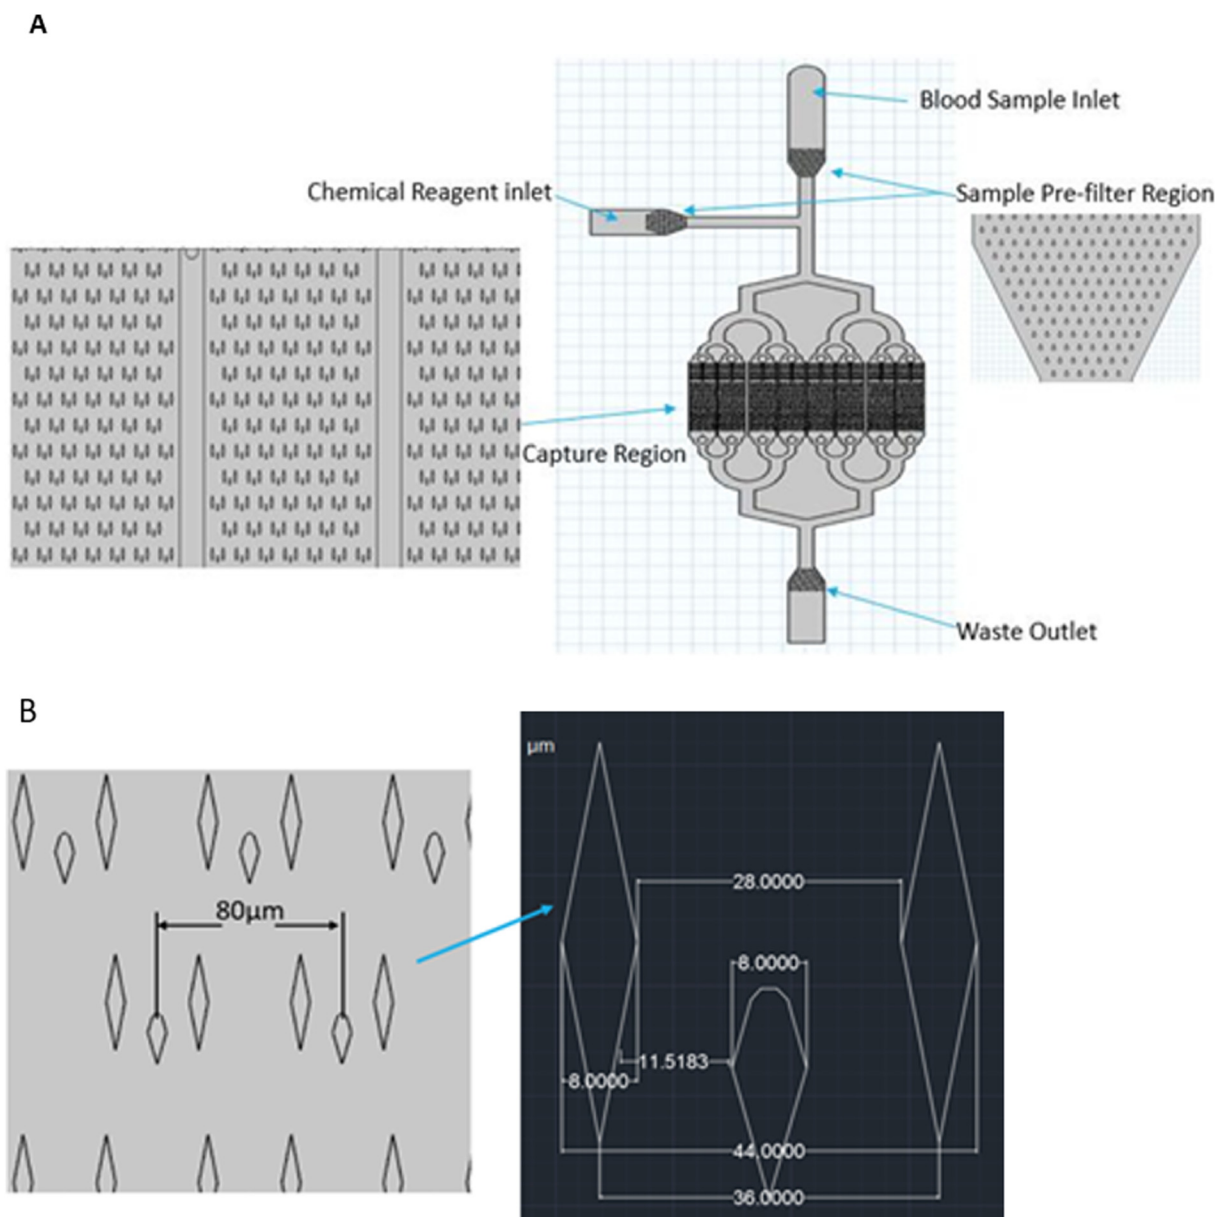 A
Blood Sample Inlet
Chemical Reagent inlet
Sample Pre-filter Region
Capture Region
Waste Outlet
B
80µm
µm
28.0000
8.0000
11.5183
8.0000
44.0000
36.0000